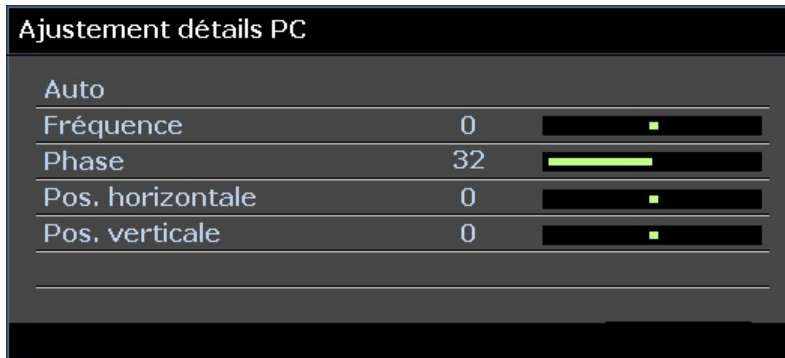 Ajustement détails PC
Auto
Fréquence 0
Phase 32
Pos. horizontale 0
Pos. verticale 0